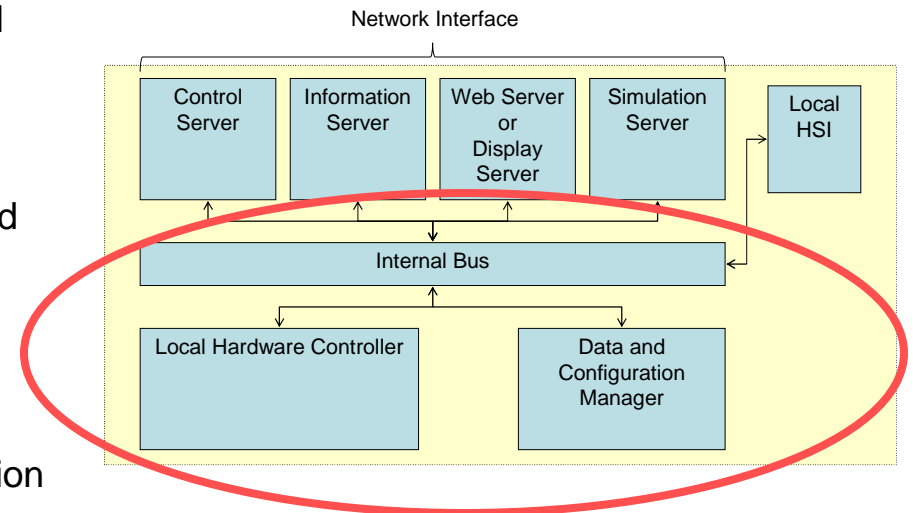 Network Interface
Control
Server
Information
Server
Web Server
or
Display
Server
Simulation
Server
Local
HSI
Internal Bus
Local Hardware Controller
Data and
Configuration
Manager